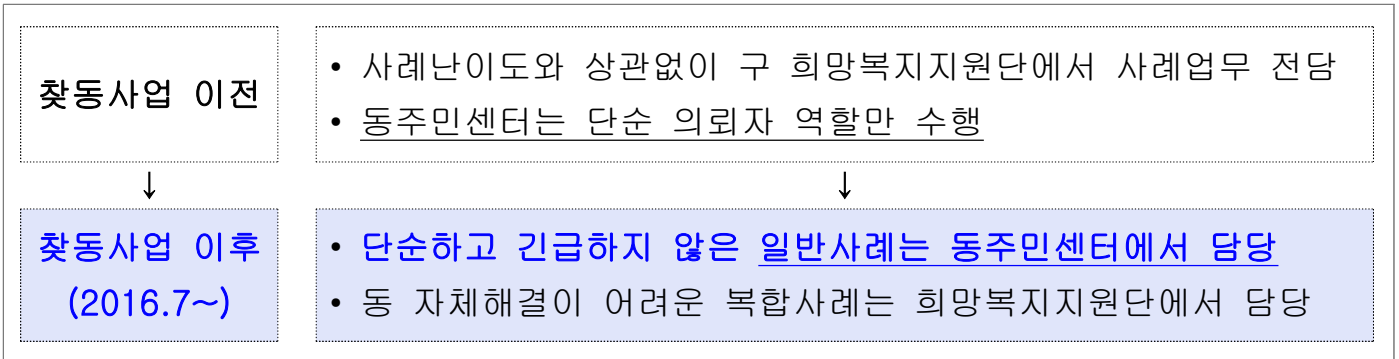 찾동사업 이전
• 사례난이도와 상관없이 구 희망복지지원단에서 사례업무 전담
• 동주민센터는 단순 의뢰자 역할만 수행
↓ ↓
찾동사업 이후
(2016.7~)
• 단순하고 긴급하지 않은 일반사례는 동주민센터에서 담당
• 동 자체해결이 어려운 복합사례는 희망복지지원단에서 담당